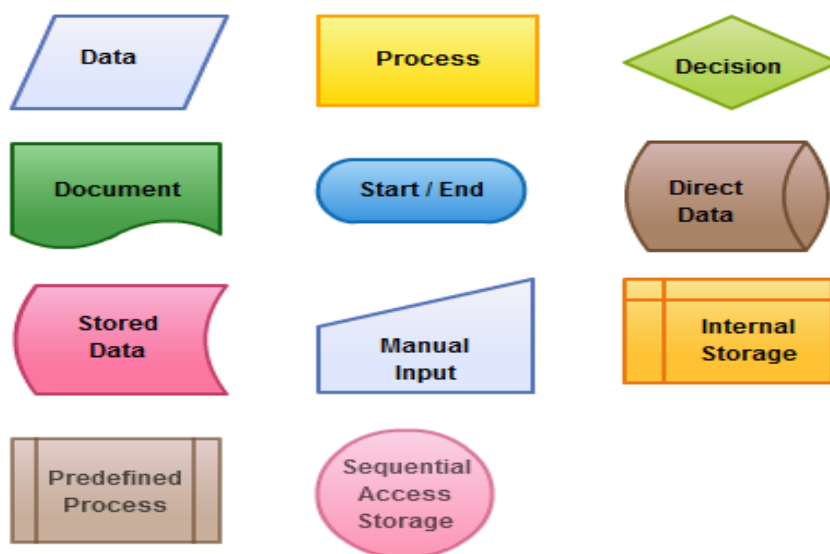 Data
Process
Decision
Document
Start / End
Direct
Data
Stored
Data
Manual
Input
Internal
Storage
Predefined
Process
Sequential
Access
Storage